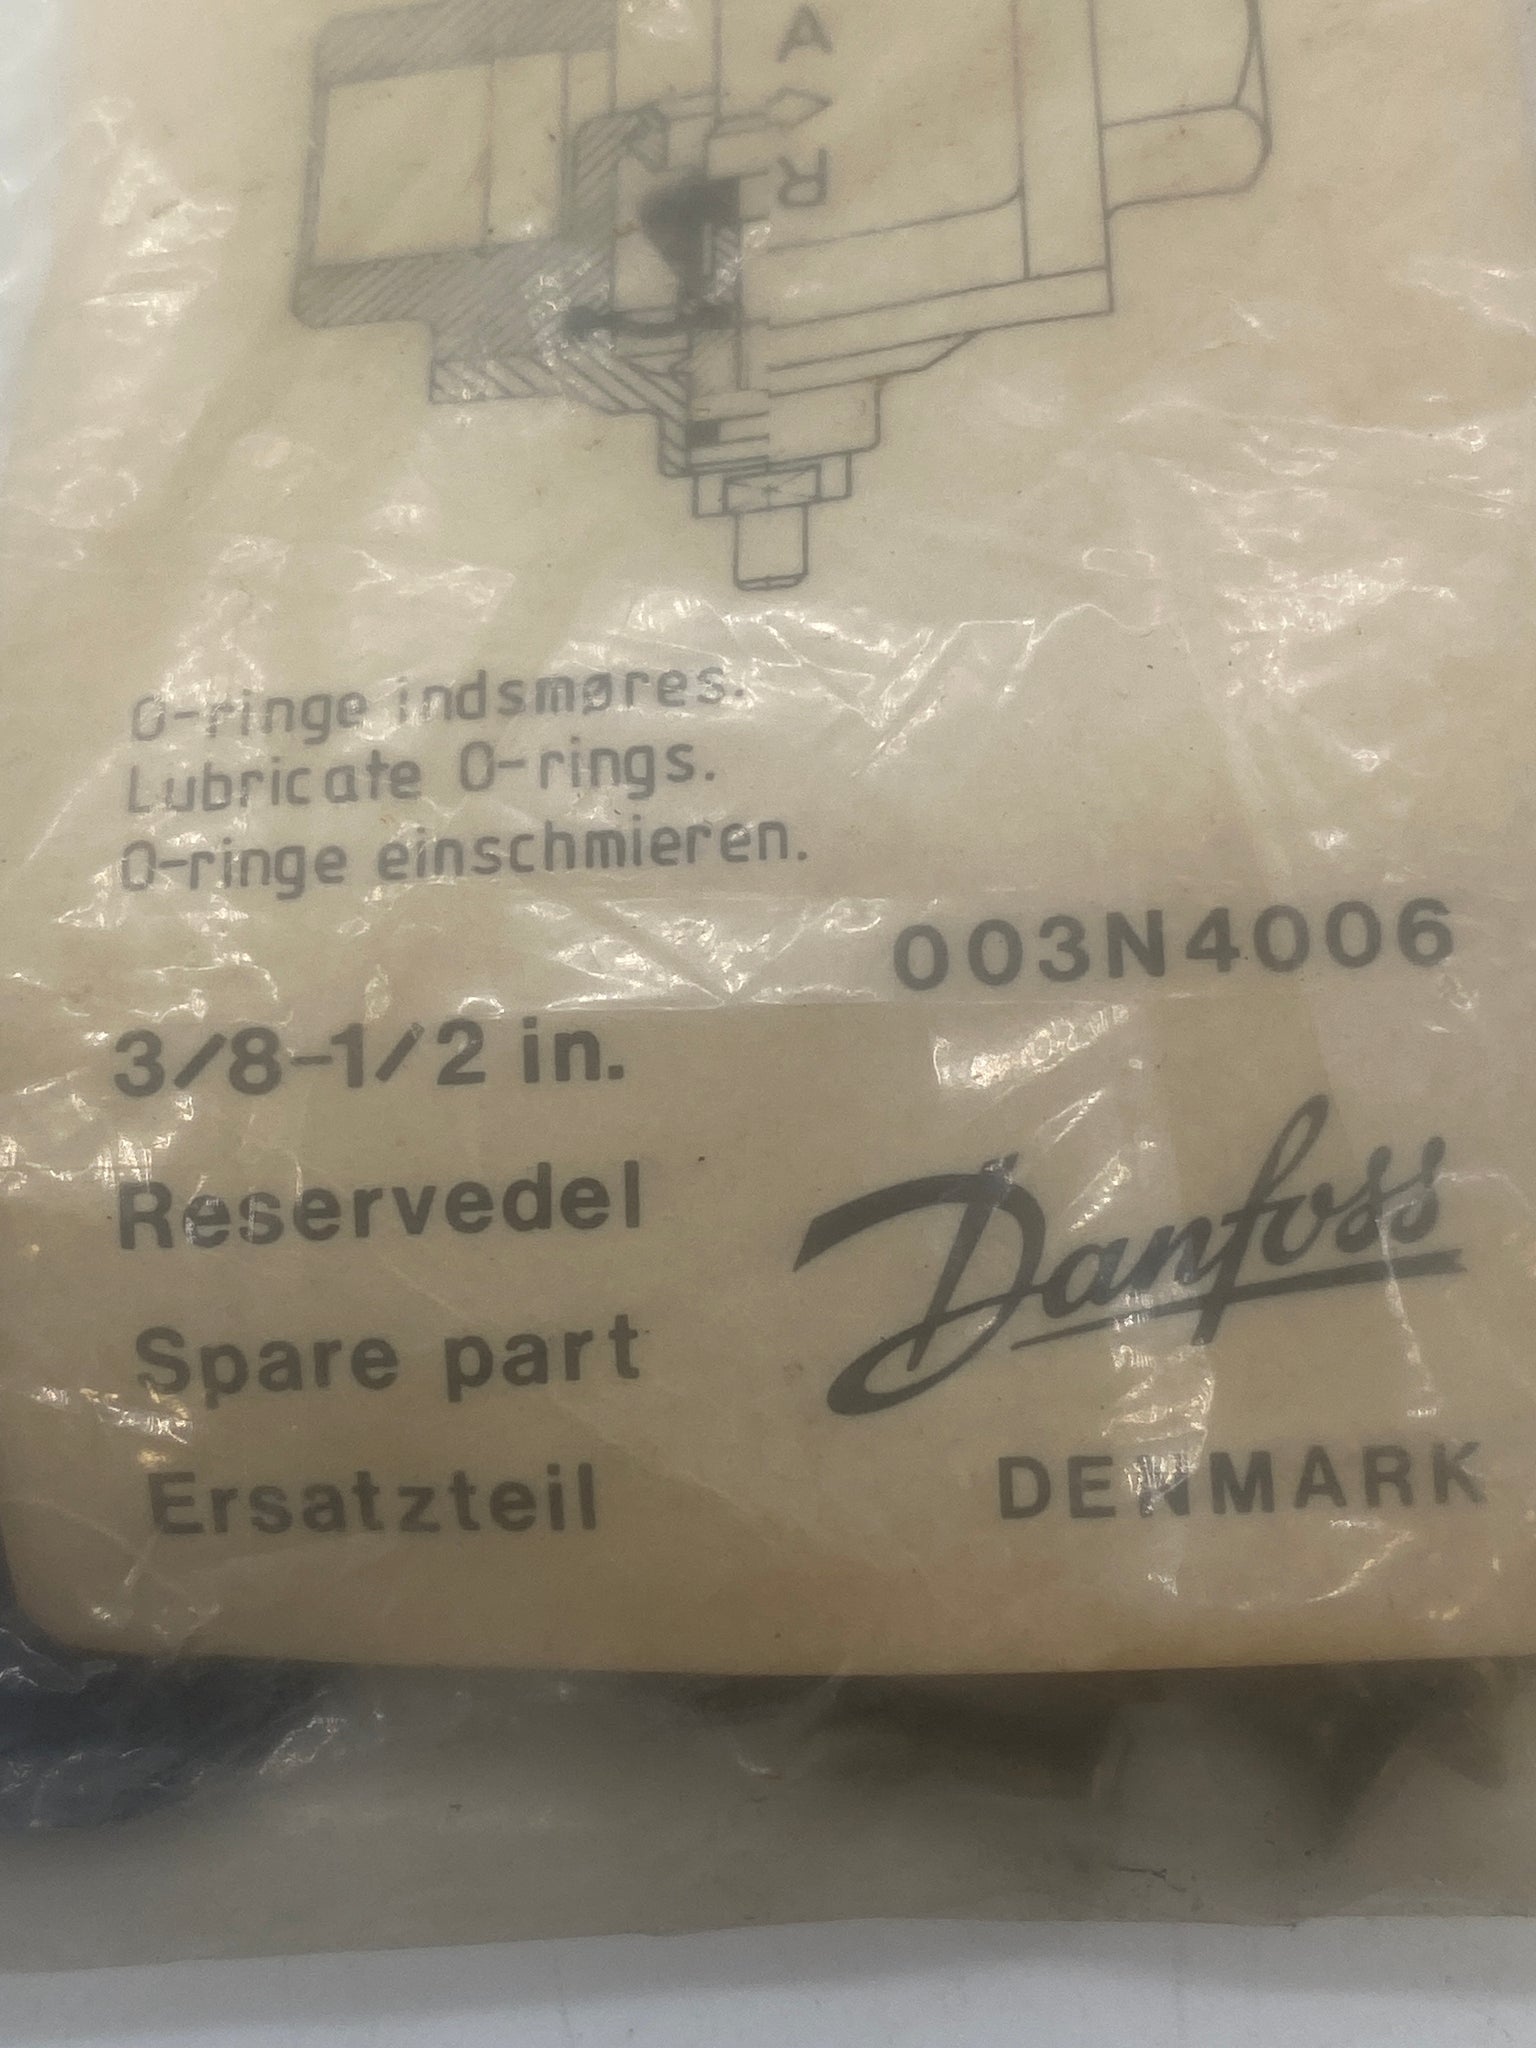 A
R
O-ringe indsmøres.
Lubricate O-rings.
O-ringe einschmieren.
003N4006
3/8-1/2 in.
Reservedel
Danfoss
Spare part
Ersatzteil
DENMARK